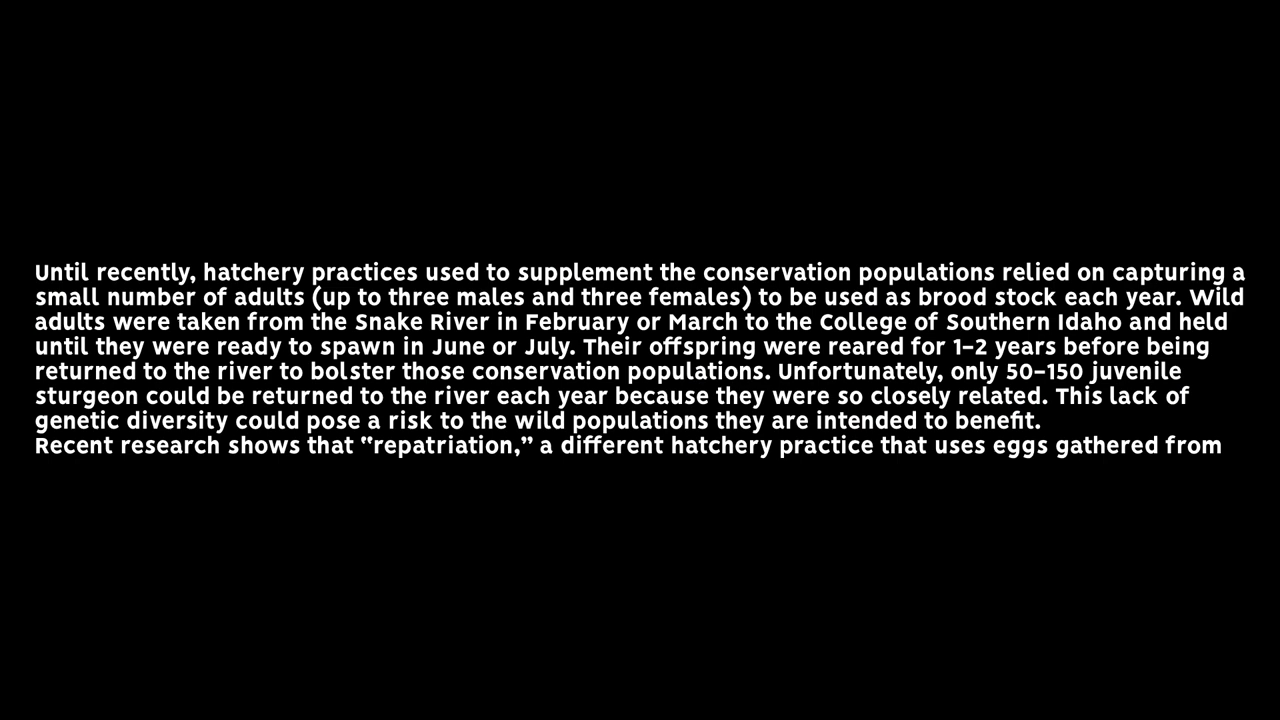 Until recently, hatchery practices used to supplement the conservation populations relied on capturing a
small number of adults (up to three males and three females) to be used as brood stock each year. Wild
adults were taken from the Snake River in February or March to the College of Southern Idaho and held
until they were ready to spawn in June or July. Their offspring were reared for 1–2 years before being
returned to the river to bolster those conservation populations. Unfortunately, only 50–150 juvenile
sturgeon could be returned to the river each year because they were so closely related. This lack of
genetic diversity could pose a risk to the wild populations they are intended to benefit.
Recent research shows that “repatriation,” a different hatchery practice that uses eggs gathered from